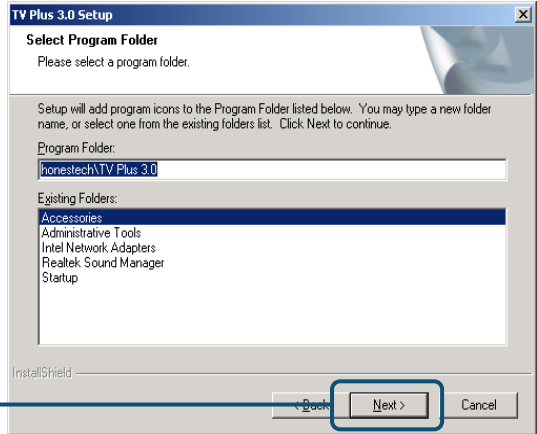 TV Plus 3.0 Setup
Select Program Folder
Please select a program folder.
Setup will add program icons to the Program Folder listed below. You may type a new folder
name, or select one from the existing folders list. Click Next to continue.
Program Folder:
honestech\TV Plus 3.0
Existing Folders:
Accessories
Administrative Tools
Intel Network Adapters
Realtek Sound Manager
Startup
InstallShield
< Back Next > Cancel